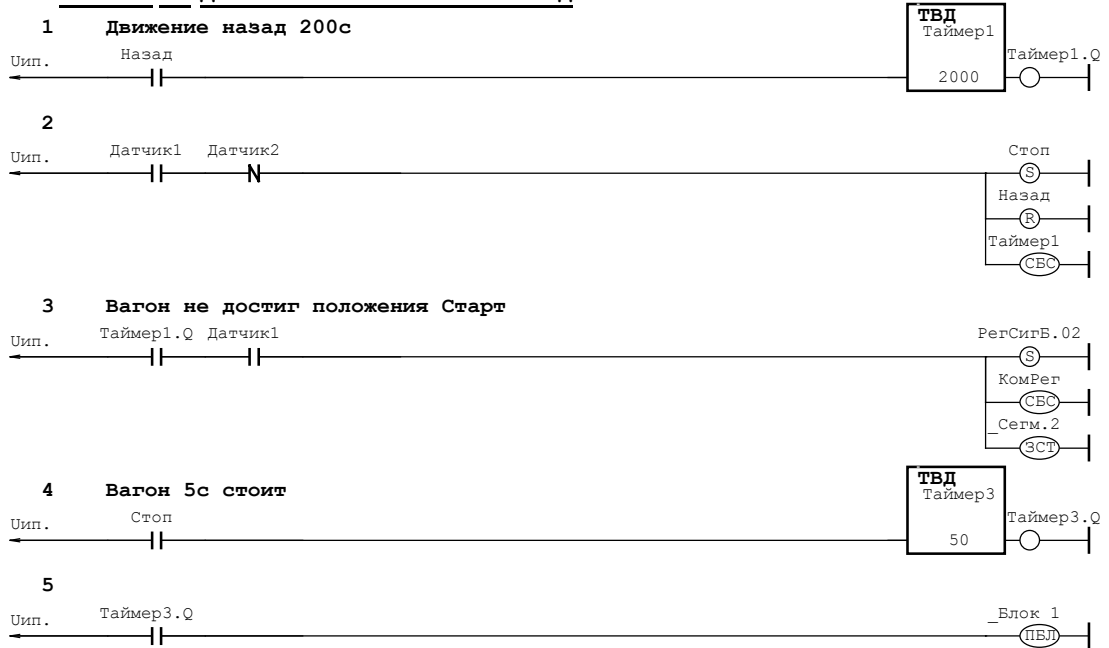 ТВД
1 Движение назад 200с
Таймер1
Uип. Назад Таймер1.Q
2000
2
Uип. Датчик1 Датчик2 Стоп
S
Назад
R
Таймер1
СБС
3 Вагон не достиг положения Старт
Uип. Таймер1.Q Датчик1 РегСигБ.02
S
КомРег
СБС
_Сегм.2
ЗСТ
ТВД
4 Вагон 5с стоит
Таймер3
Uип. Стоп Таймер3.Q
50
5
Uип. Таймер3.Q _Блок 1
ПБЛ